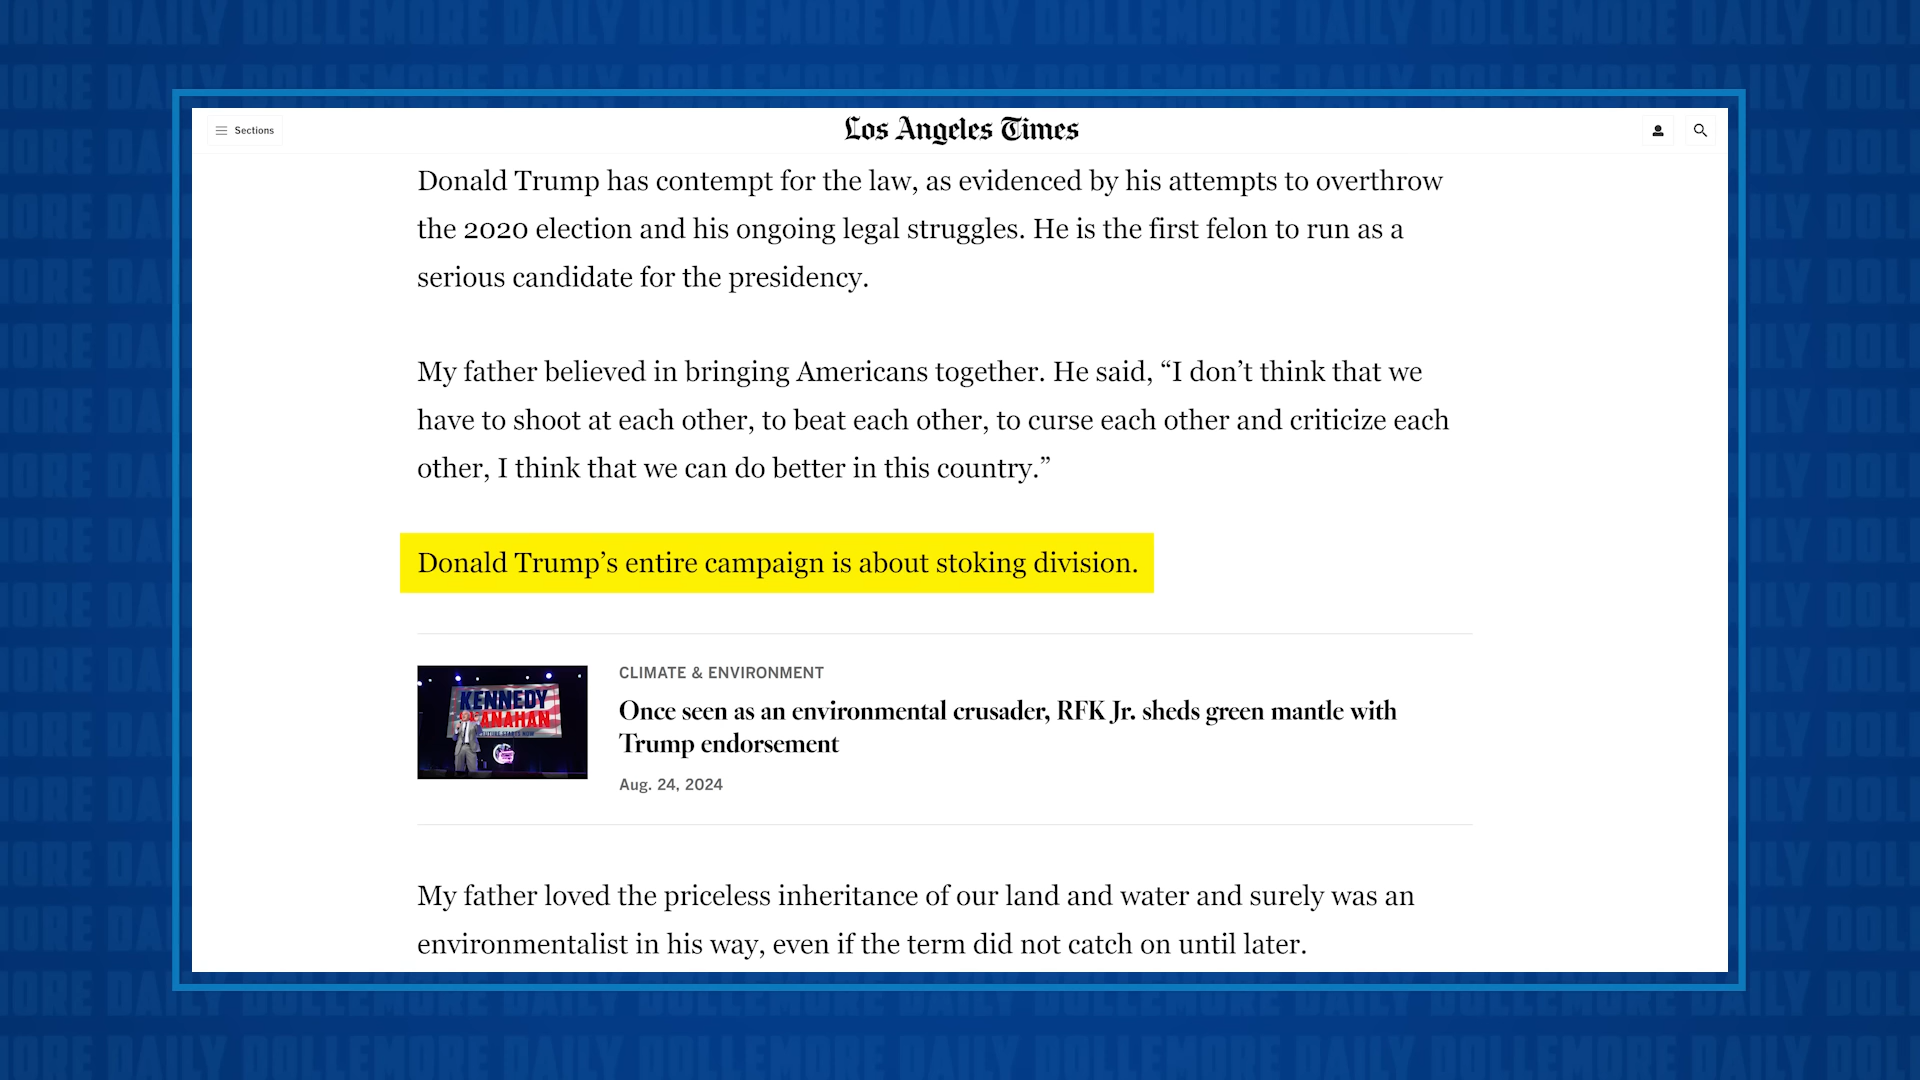 DAILY DOLLEMORE
Sections
Los Angeles Times
Donald Trump has contempt for the law, as evidenced by his attempts to overthrow
the 2020 election and his ongoing legal struggles. He is the first felon to run as a
serious candidate for the presidency.
My father believed in bringing Americans together. He said, “I don’t think that we
have to shoot at each other, to beat each other, to curse each other and criticize each
other, I think that we can do better in this country.”
Donald Trump’s entire campaign is about stoking division.
KENNEDY
CLIMATE & ENVIRONMENT
Once seen as an environmental crusader, RFK Jr. sheds green mantle with
Trump endorsement
Aug. 24, 2024
My father loved the priceless inheritance of our land and water and surely was an
environmentalist in his way, even if the term did not catch on until later.